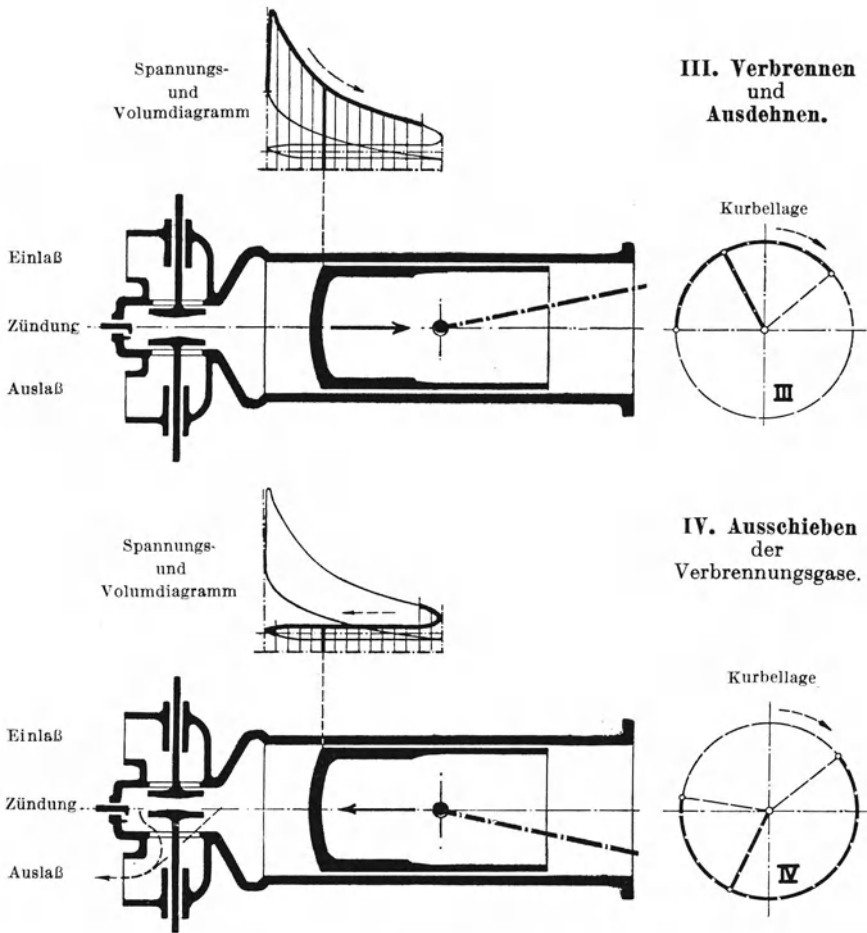 Spannungs-
und
Volumdiagramm
III. Verbrennen
und
Ausdehnen.
Kurbellage
Einlaß
Zündung
Auslaß
III
Spannungs-
und
Volumdiagramm
IV. Ausschieben
der
Verbrennungsgase.
Kurbellage
Einlaß
Zündung
Auslaß
IV